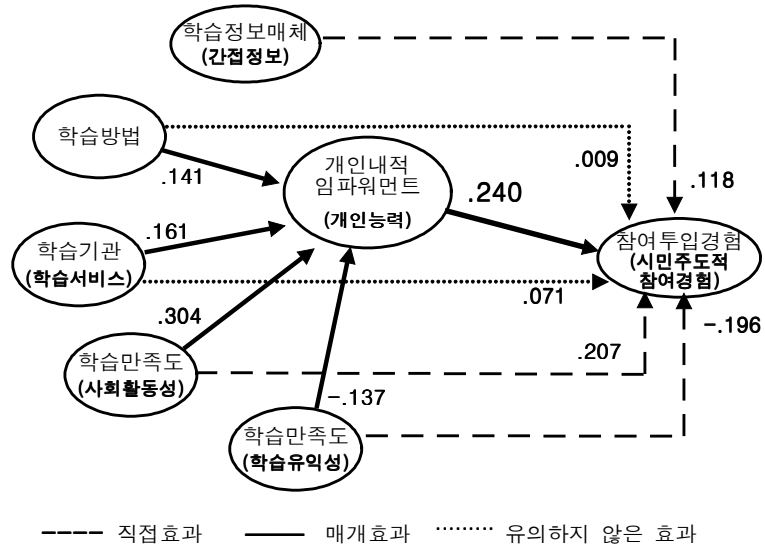 학습정보매체
(간접정보)
학습방법
.141
개인내적
임파워먼트
(개인능력)
.009
.118
.240
학습기관
(학습서비스)
.161
참여투입경험
(시민주도적
참여경험)
.071
.304
-.196
.207
학습만족도
(사회활동성)
-.137
학습만족도
(학습유익성)
직접효과 매개효과 유의하지 않은 효과